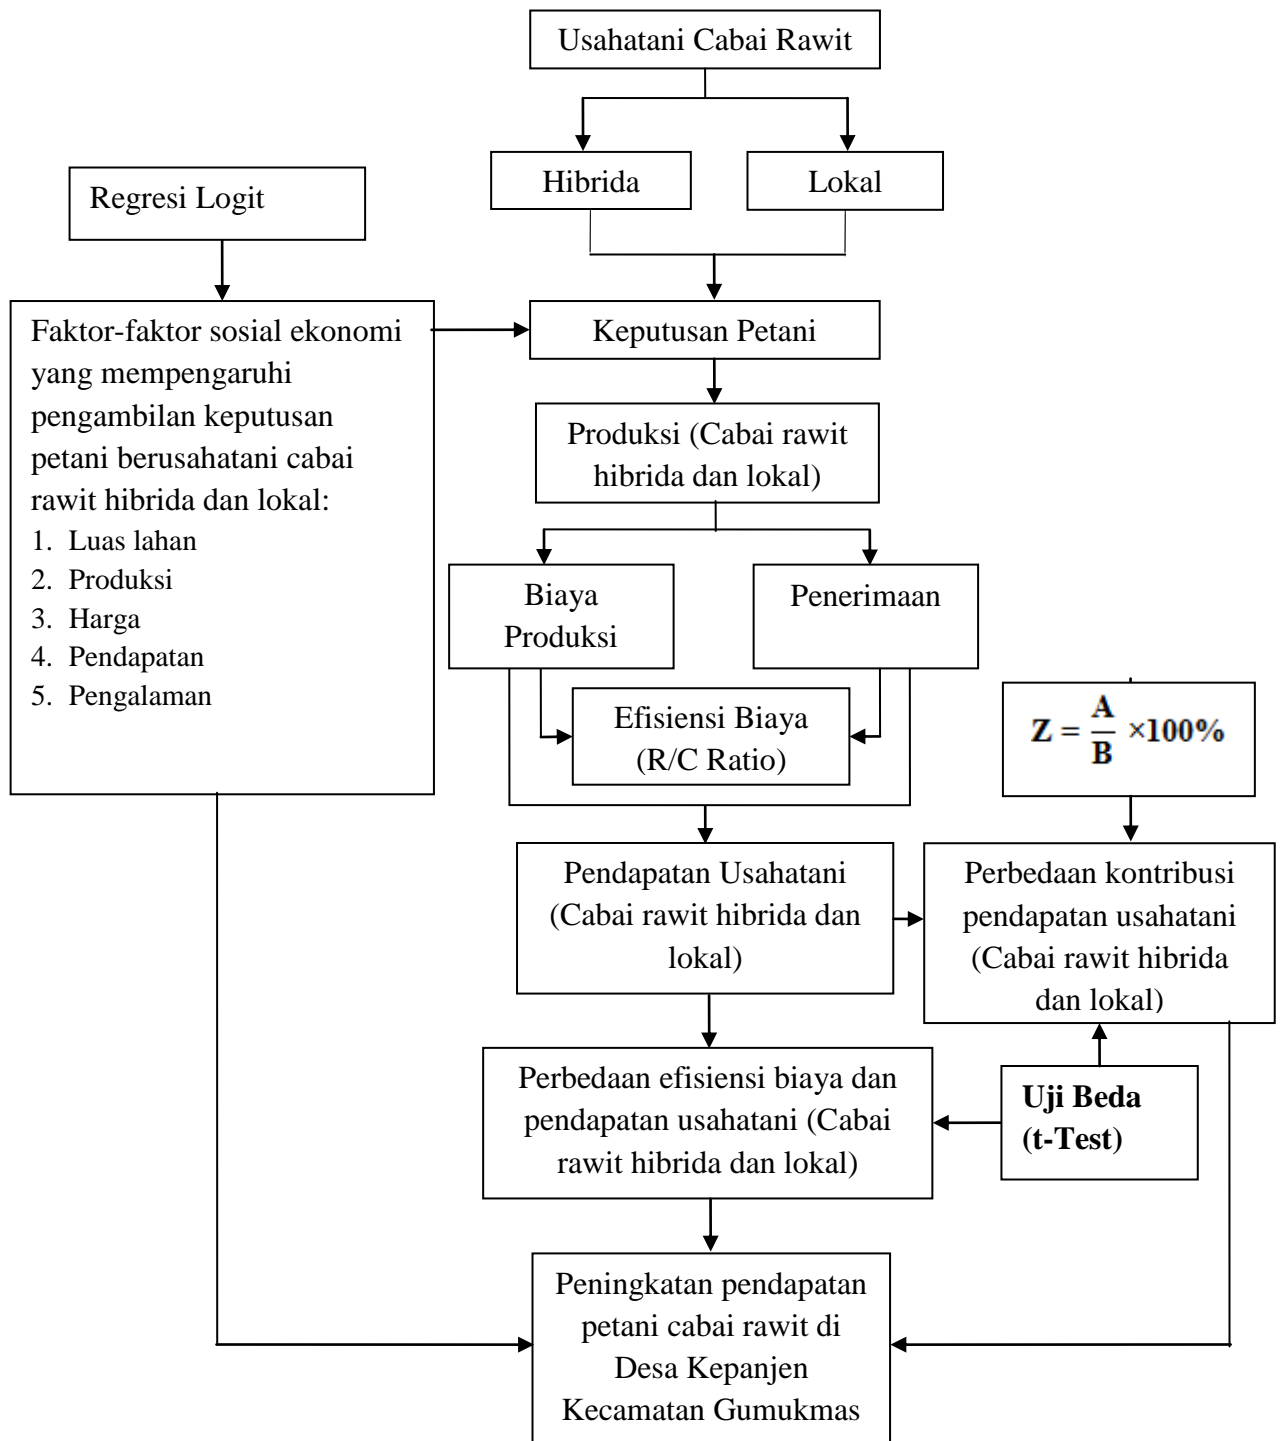 Usahatani Cabai Rawit
Hibrida
Lokal
Regresi Logit
Faktor-faktor sosial ekonomi
yang mempengaruhi
pengambilan keputusan
petani berusahatani cabai
rawit hibrida dan lokal:
1. Luas lahan
2. Produksi
3. Harga
4. Pendapatan
5. Pengalaman
Keputusan Petani
Produksi (Cabai rawit
hibrida dan lokal)
Biaya
Produksi
Penerimaan
Efisiensi Biaya
(R/C Ratio)
Z = A/B ×100%
Pendapatan Usahatani
(Cabai rawit hibrida dan
lokal)
Perbedaan kontribusi
pendapatan usahatani
(Cabai rawit hibrida
dan lokal)
Perbedaan efisiensi biaya dan
pendapatan usahatani (Cabai
rawit hibrida dan lokal)
Uji Beda
(t-Test)
Peningkatan pendapatan
petani cabai rawit di
Desa Kepanjen
Kecamatan Gumukmas